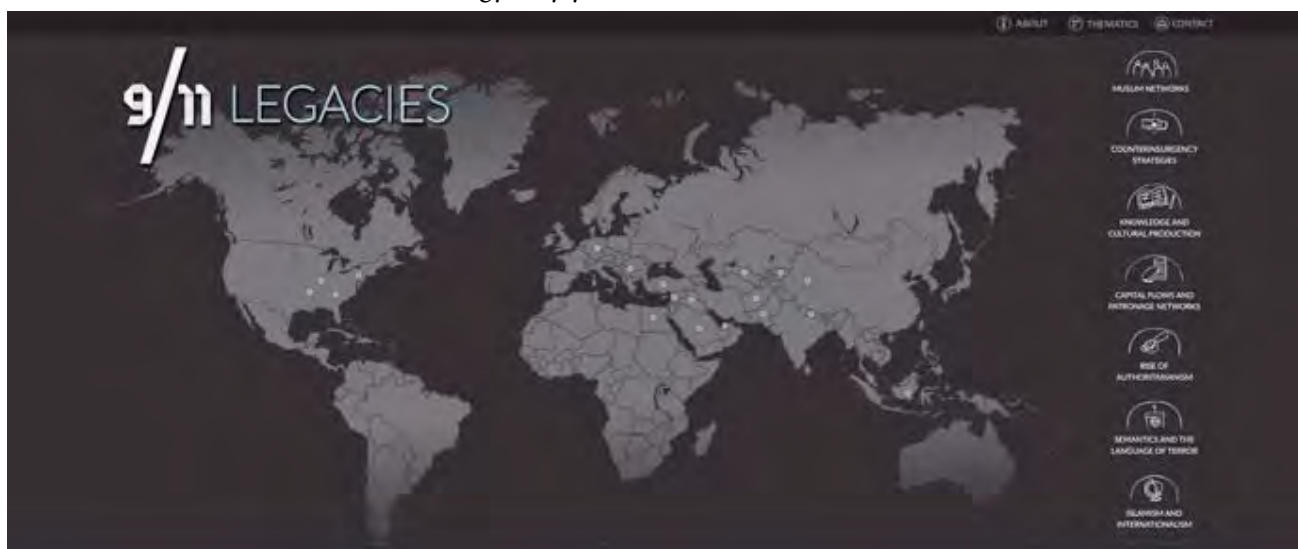 ABOUT THEMATICS CONTACT
9/11 LEGACIES
MUSLIM NETWORKS
COUNTERINSURGENCY
STRATEGIES
KNOWLEDGE AND
CULTURAL PRODUCTION
CAPITAL FLOWS AND
PATRONAGE NETWORKS
RISE OF
AUTHORITARIANISM
SEMANTICS AND THE
LANGUAGE OF TERROR
ISLAMISM AND
INTERNATIONALISM